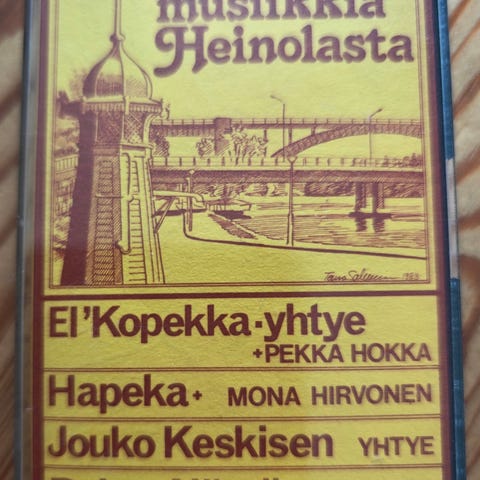 musiikkia
Heinolasta
El'Kopekka-yhtye
+PEKKA HOKKA
Hapeka+ MONA HIRVONEN
Jouko Keskisen YHTYE